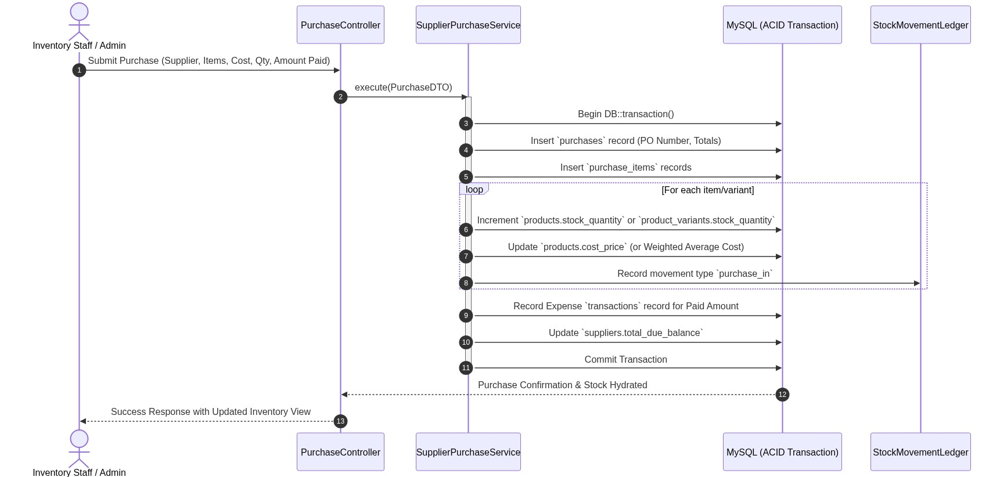 Inventory Staff / Admin
PurchaseController
SupplierPurchaseService
MySQL (ACID Transaction)
StockMovementLedger
Submit Purchase (Supplier, Items, Cost, Qty, Amount Paid)
1
execute(PurchaseDTO)
2
Begin DB::transaction()
3
Insert `purchases` record (PO Number, Totals)
4
Insert `purchase_items` records
5
loop
[For each item/variant]
Increment `products.stock_quantity` or `product_variants.stock_quantity`
6
Update `products.cost_price` (or Weighted Average Cost)
7
Record movement type `purchase_in`
8
Record Expense `transactions` record for Paid Amount
9
Update `suppliers.total_due_balance`
10
Commit Transaction
11
Purchase Confirmation & Stock Hydrated
12
Success Response with Updated Inventory View
13
PurchaseController
SupplierPurchaseService
MySQL (ACID Transaction)
StockMovementLedger
Inventory Staff / Admin